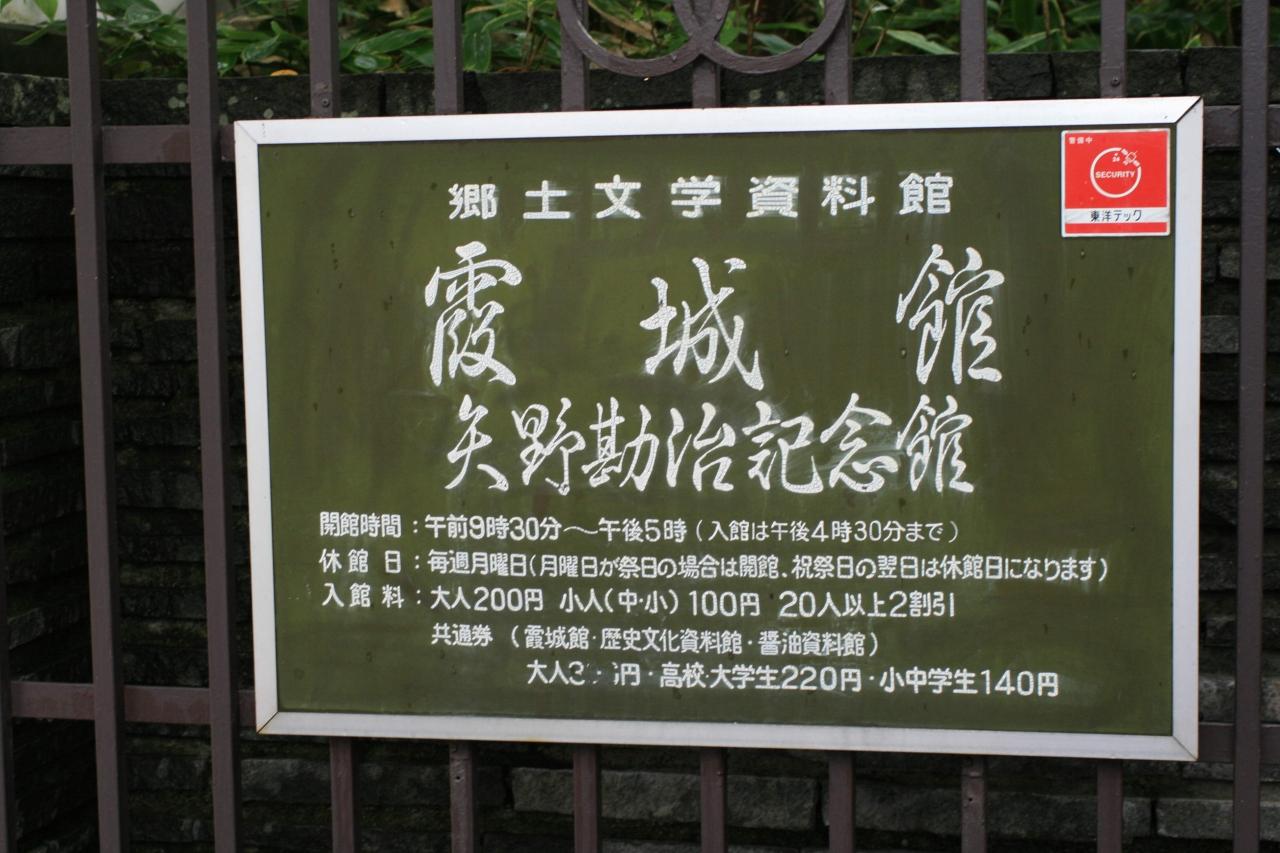 郷土文学資料館
霞城館
矢野勘治記念館
開館時間：午前9時30分～午後5時（入館は午後4時30分まで）
休館日：毎週月曜日（月曜日が祭日の場合は開館、祝祭日の翌日は休館日になります）
入館料：大人200円 小人（中・小）100円 20人以上2割引
共通券（霞城館・歴史文化資料館・醤油資料館）
大人3 円・高校・大学生220円・小中学生140円
警備中
SECURITY
東洋テック